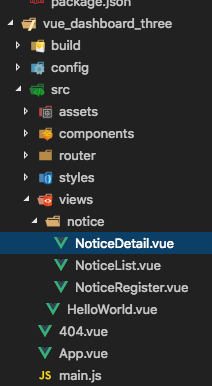 package.json
vue_dashboard_three
build
config
src
assets
components
router
styles
views
notice
NoticeDetail.vue
NoticeList.vue
NoticeRegister.vue
HelloWorld.vue
404.vue
App.vue
JS main.js